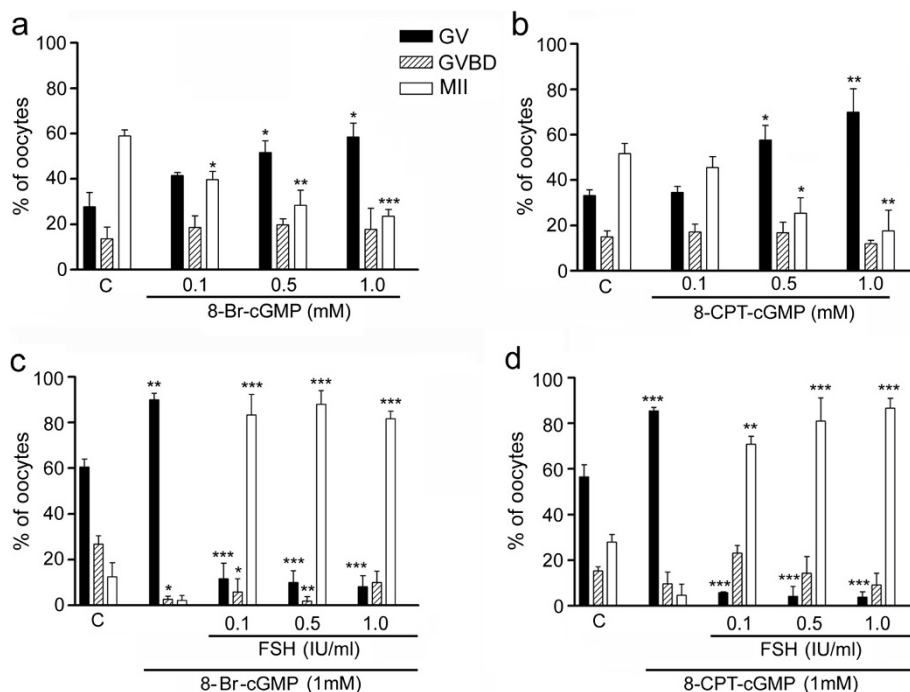 a
b
GV
GVBD
MII
% of oocytes
100
80
60
40
20
0
* * * ** * ***
C 0.1 0.5 1.0
8-Br-cGMP (mM)
% of oocytes
100
80
60
40
20
0
* * ** **
C 0.1 0.5 1.0
8-CPT-cGMP (mM)
c
% of oocytes
100
80
60
40
20
0
** * *** * *** *** ** *** *** ***
C 0.1 0.5 1.0
FSH (IU/ml)
8-Br-cGMP (1mM)
d
% of oocytes
100
80
60
40
20
0
*** *** ** *** *** *** ***
C 0.1 0.5 1.0
FSH (IU/ml)
8-CPT-cGMP (1mM)